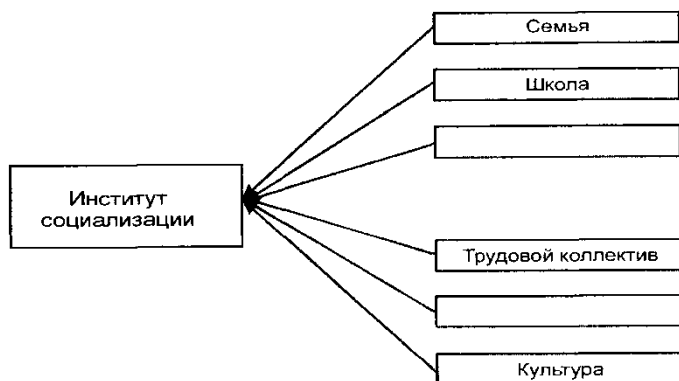 Семья
Школа
Институт
социализации
Трудовой коллектив
Культура